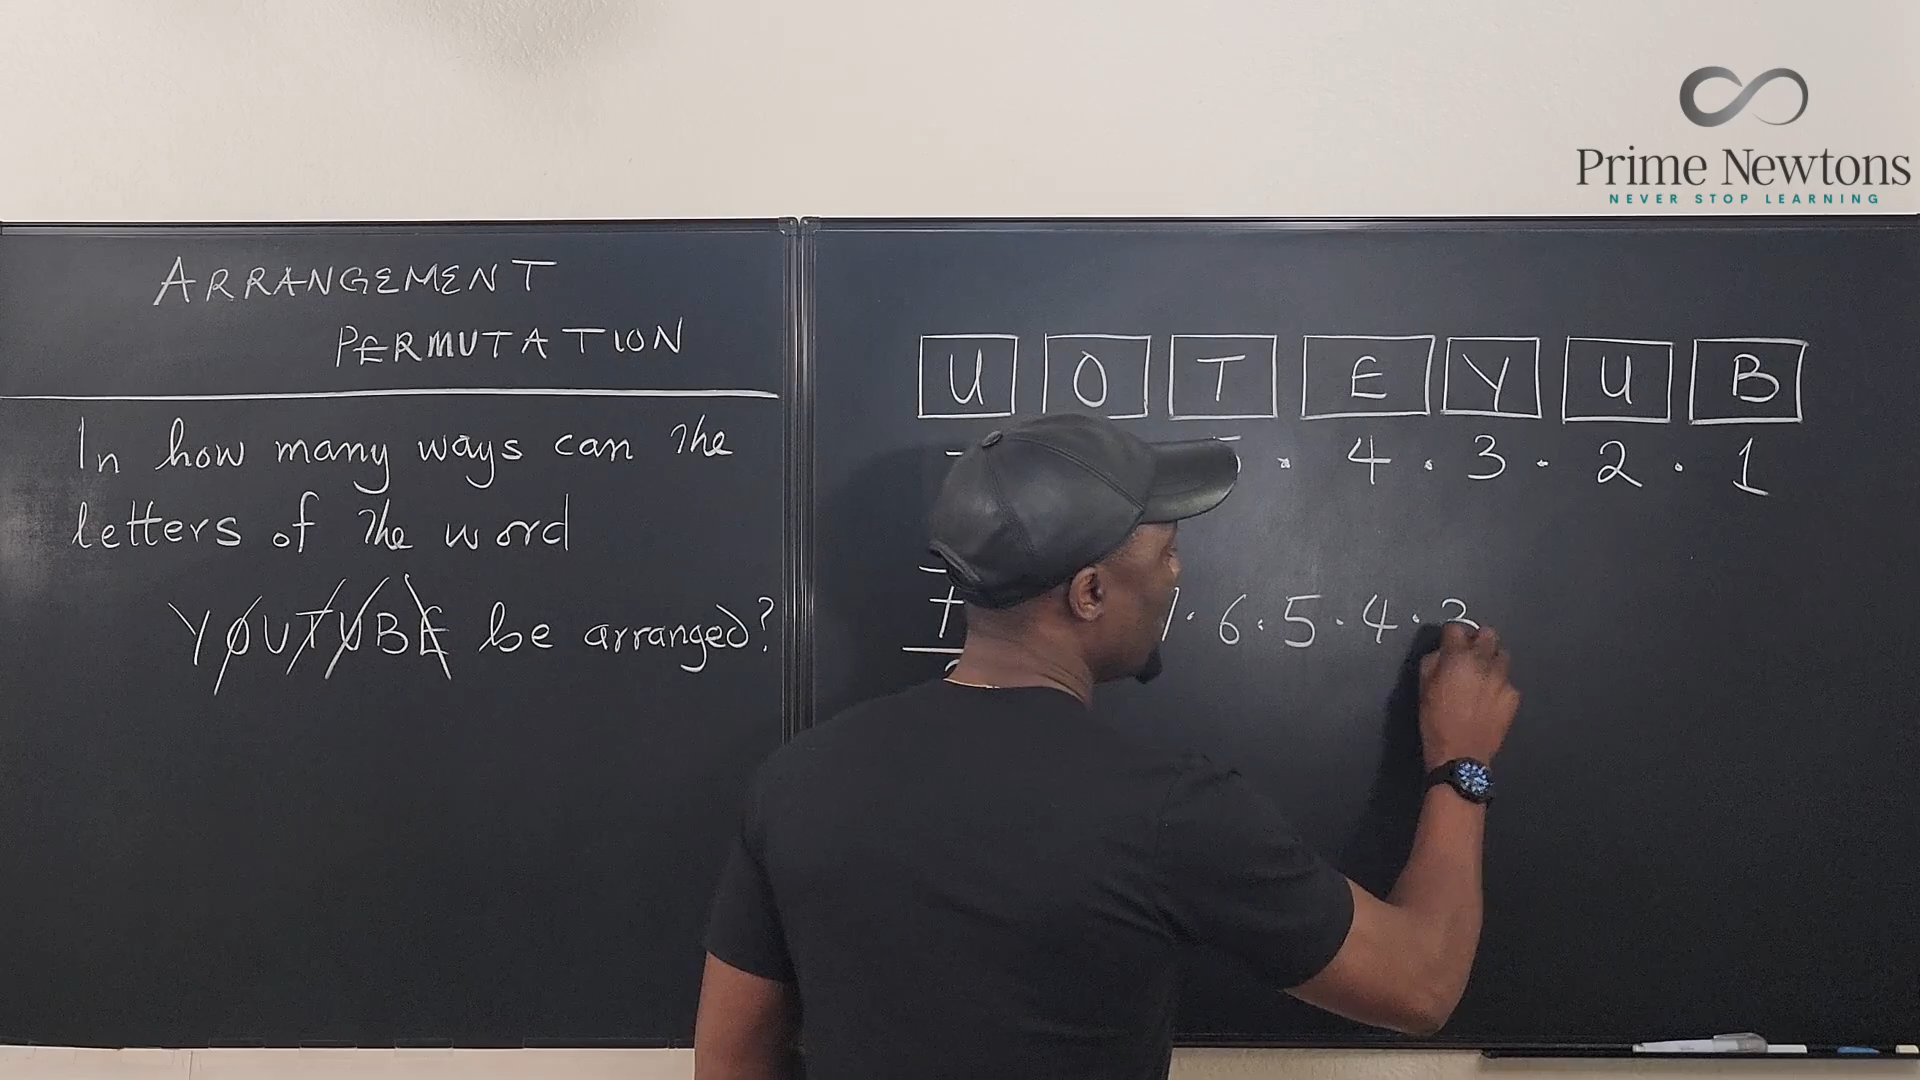 Prime Newtons
NEVER STOP LEARNING
ARRANGEMENT
PERMUTATION
In how many ways can the
letters of the word
YOUTUBE be arranged?
U O T E Y U B
5 · 4 · 3 · 2 · 1
· 6 · 5 · 4 · 3